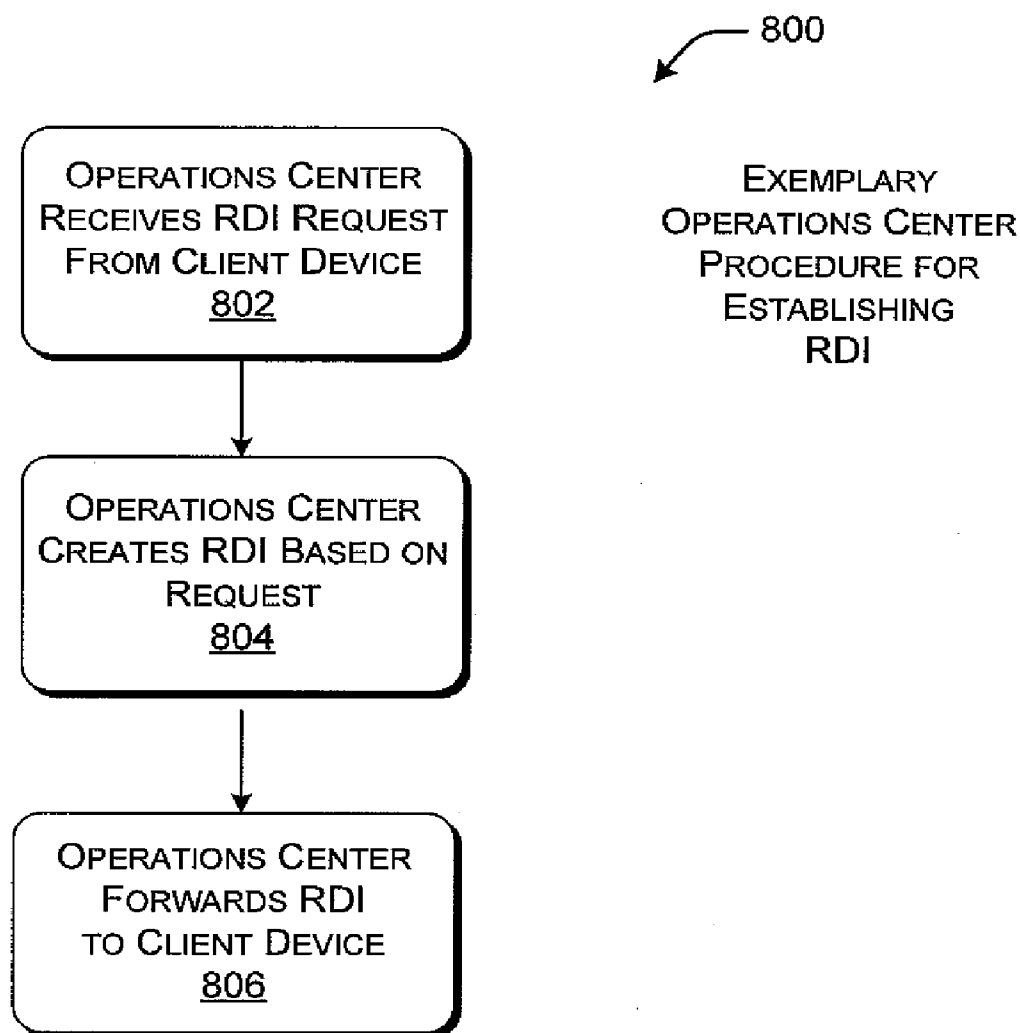 800
OPERATIONS CENTER
RECEIVES RDI REQUEST
FROM CLIENT DEVICE
802
EXEMPLARY
OPERATIONS CENTER
PROCEDURE FOR
ESTABLISHING
RDI
OPERATIONS CENTER
CREATES RDI BASED ON
REQUEST
804
OPERATIONS CENTER
FORWARDS RDI
TO CLIENT DEVICE
806